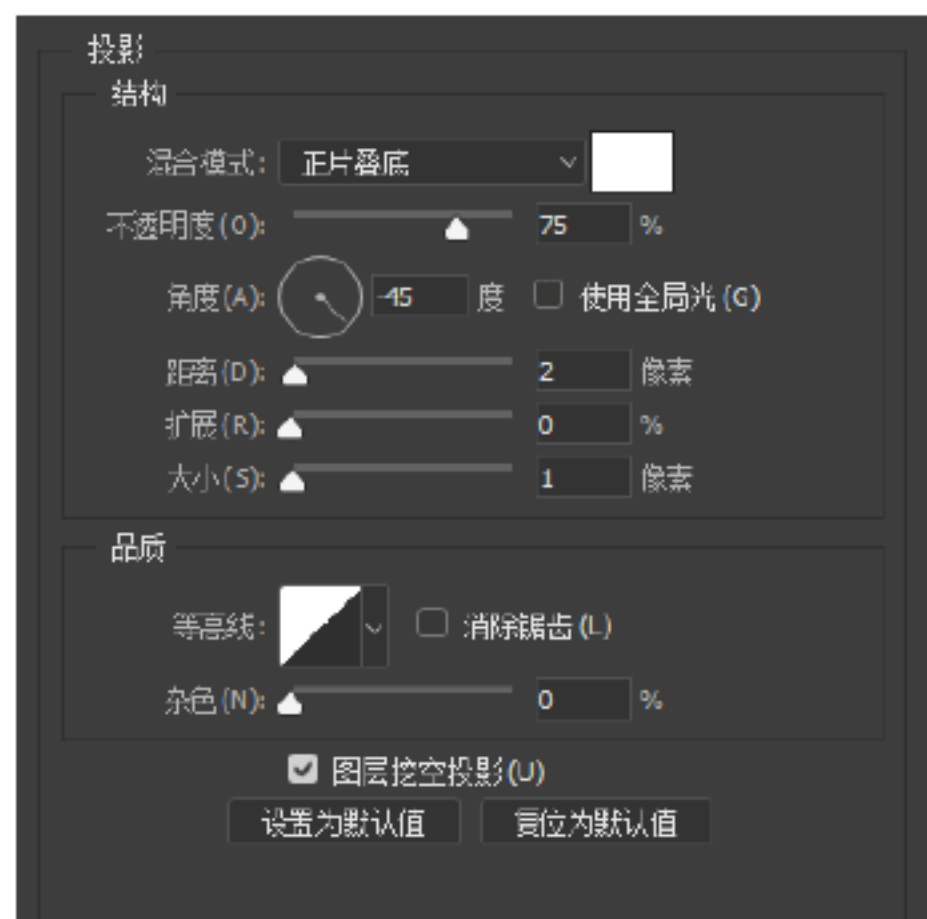 投影
结构
混合模式: 正片叠底
不透明度(O): 75 %
角度(A): -45 度 使用全局光(G)
距离(D): 2 像素
扩展(R): 0 %
大小(S): 1 像素
品质
等高线: 消除锯齿(L)
杂色(N): 0 %
图层挖空投影(U)
设置为默认值 复位为默认值